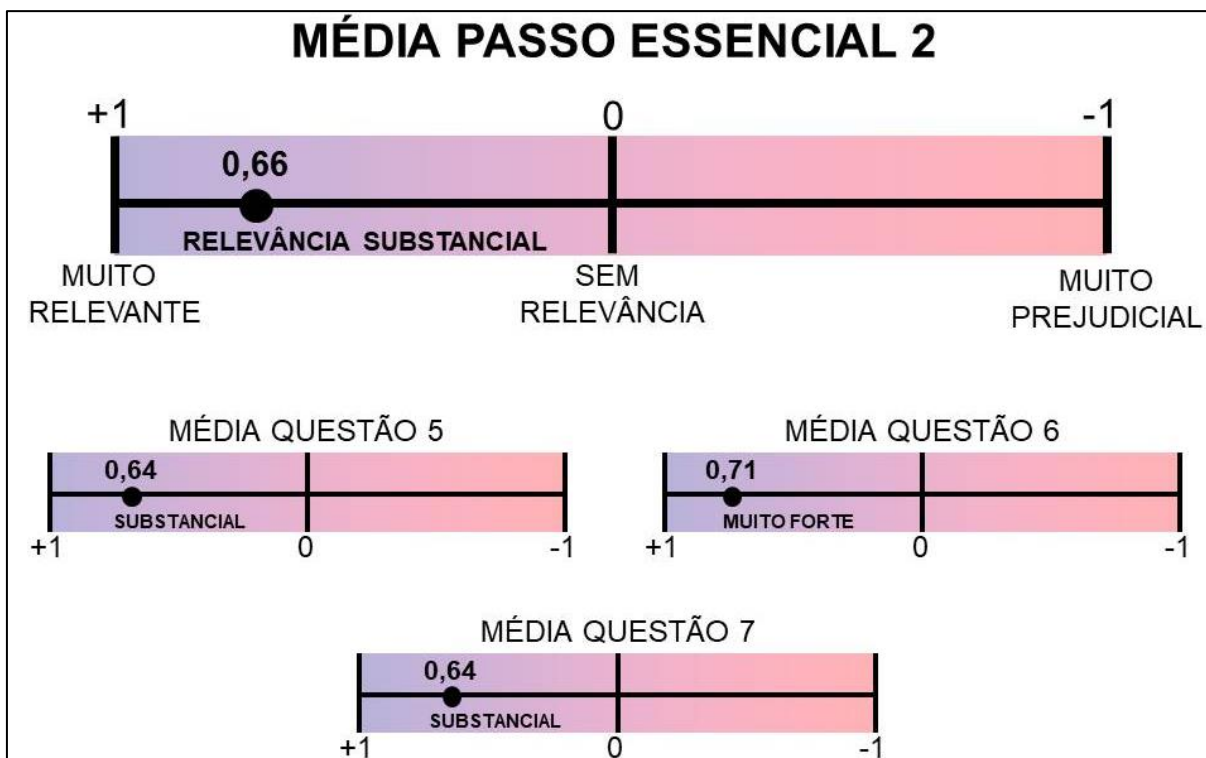 MÉDIA PASSO ESSENCIAL 2
+1 0 -1
0,66
RELEVÂNCIA SUBSTANCIAL
MUITO
RELEVANTE
SEM
RELEVÂNCIA
MUITO
PREJUDICIAL
MÉDIA QUESTÃO 5
0,64
SUBSTANCIAL
+1 0 -1
MÉDIA QUESTÃO 6
0,71
MUITO FORTE
+1 0 -1
MÉDIA QUESTÃO 7
0,64
SUBSTANCIAL
+1 0 -1